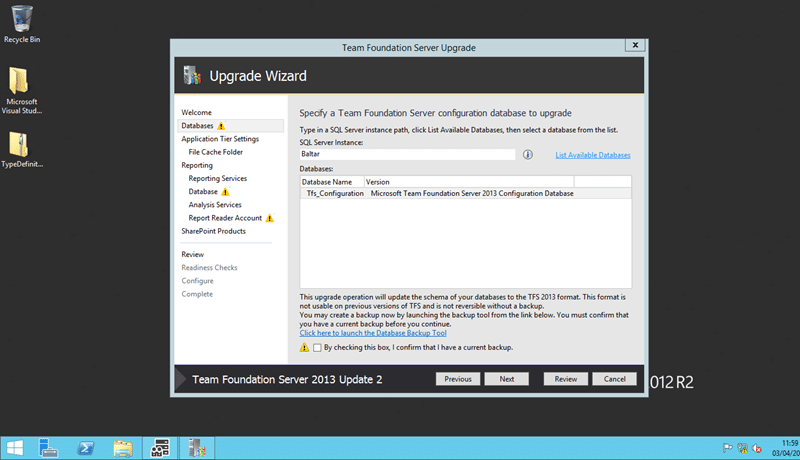 Recycle Bin
Microsoft
Visual Stud...
TypeDefinit...
Team Foundation Server Upgrade
x
Upgrade Wizard
Welcome
Databases
Application Tier Settings
File Cache Folder
Reporting
Reporting Services
Database
Analysis Services
Report Reader Account
SharePoint Products
Review
Readiness Checks
Configure
Complete
Specify a Team Foundation Server configuration database to upgrade
Type in a SQL Server instance path, click List Available Databases, then select a database from the list.
SQL Server Instance:
Baltar
List Available Databases
Databases:
Database Name Version
Tfs_Configuration Microsoft Team Foundation Server 2013 Configuration Database
This upgrade operation will update the schema of your databases to the TFS 2013 format. This format is
not usable on previous versions of TFS and is not reversible without a backup.
You may create a backup now by launching the backup tool from the link below. You must confirm that
you have a current backup before you continue.
Click here to launch the Database Backup Tool
By checking this box, I confirm that I have a current backup.
Team Foundation Server 2013 Update 2
Previous Next Review Cancel
012 R2
11:59
03/04/20